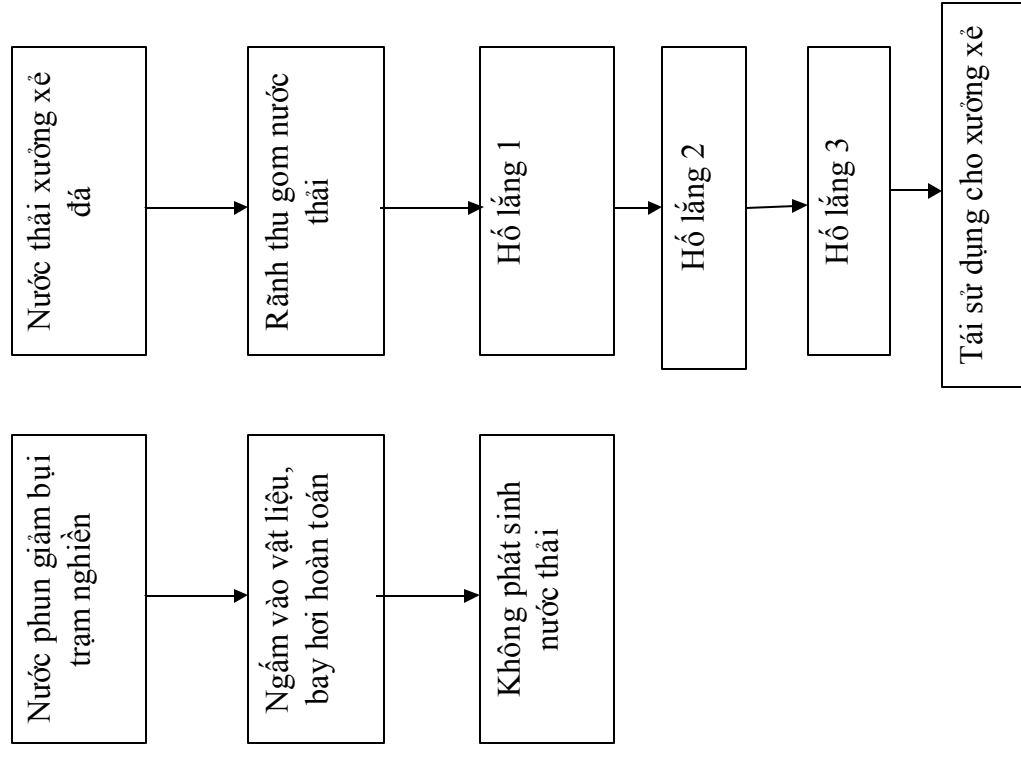 Nước phun giảm bụi
trạm nghiền
Ngấm vào vật liệu,
bay hơi hoàn toán
Không phát sinh
nước thải
Nước thải xưởng xẻ
đá
Rãnh thu gom nước
thải
Hố lắng 1
Hố lắng 2
Hố lắng 3
Tái sử dụng cho xưởng xẻ